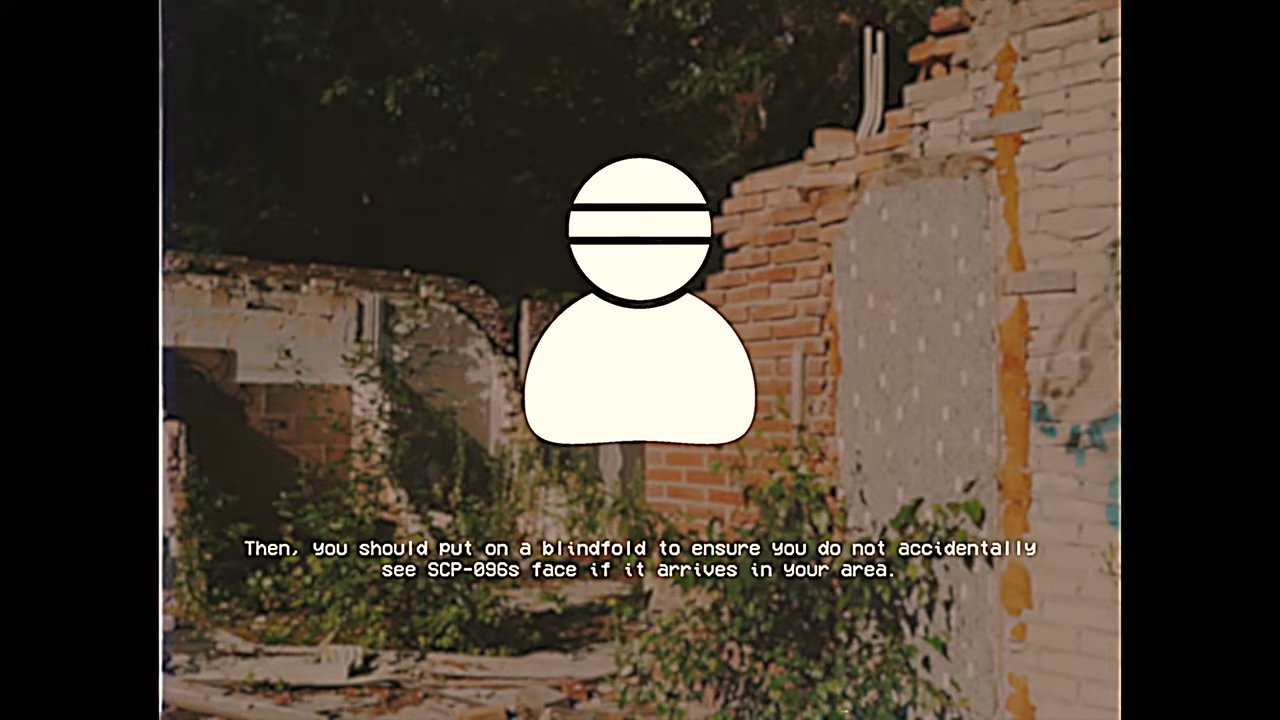 Then, you should put on a blindfold to ensure you do not accidentally
see SCP-096s face if it arrives in your area.